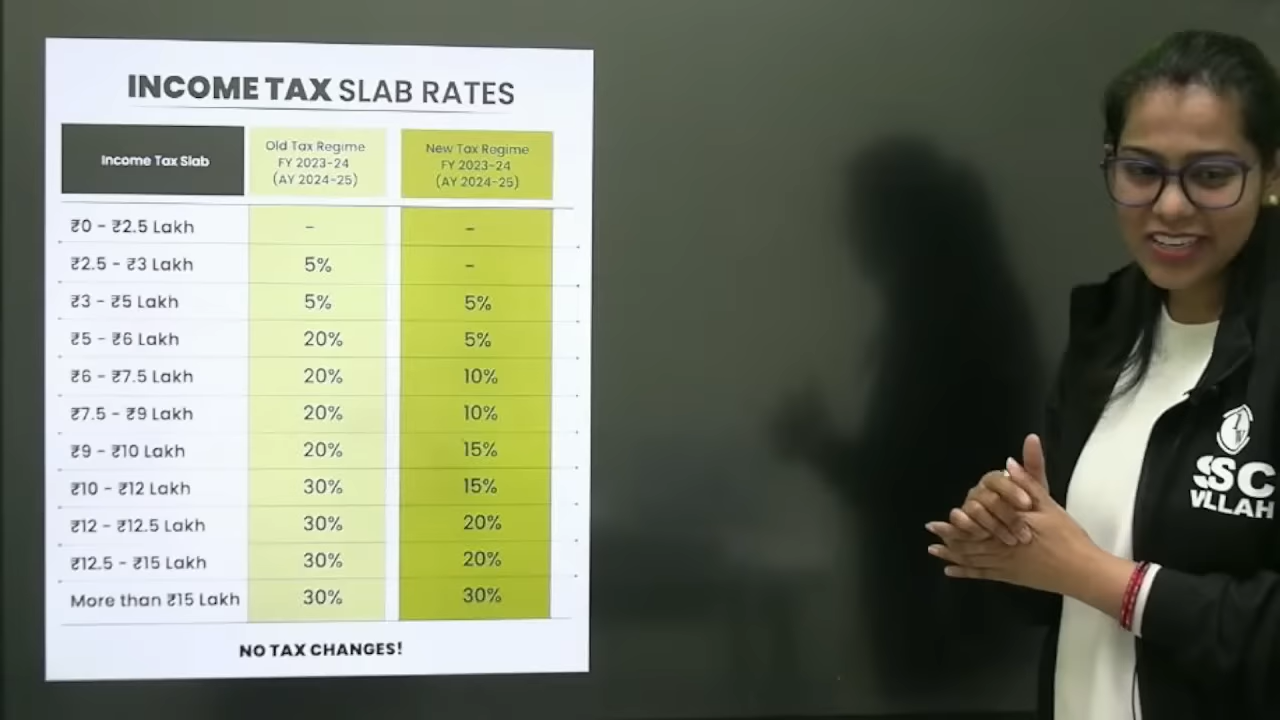 INCOME TAX SLAB RATES
Income Tax Slab
Old Tax Regime
FY 2023-24
(AY 2024-25)
New Tax Regime
FY 2023-24
(AY 2024-25)
₹0 - ₹2.5 Lakh - -
₹2.5 - ₹3 Lakh 5% -
₹3 - ₹5 Lakh 5% 5%
₹5 - ₹6 Lakh 20% 5%
₹6 - ₹7.5 Lakh 20% 10%
₹7.5 - ₹9 Lakh 20% 10%
₹9 - ₹10 Lakh 20% 15%
₹10 - ₹12 Lakh 30% 15%
₹12 - ₹12.5 Lakh 30% 20%
₹12.5 - ₹15 Lakh 30% 20%
More than ₹15 Lakh 30% 30%
NO TAX CHANGES!
SSC
WLLAH